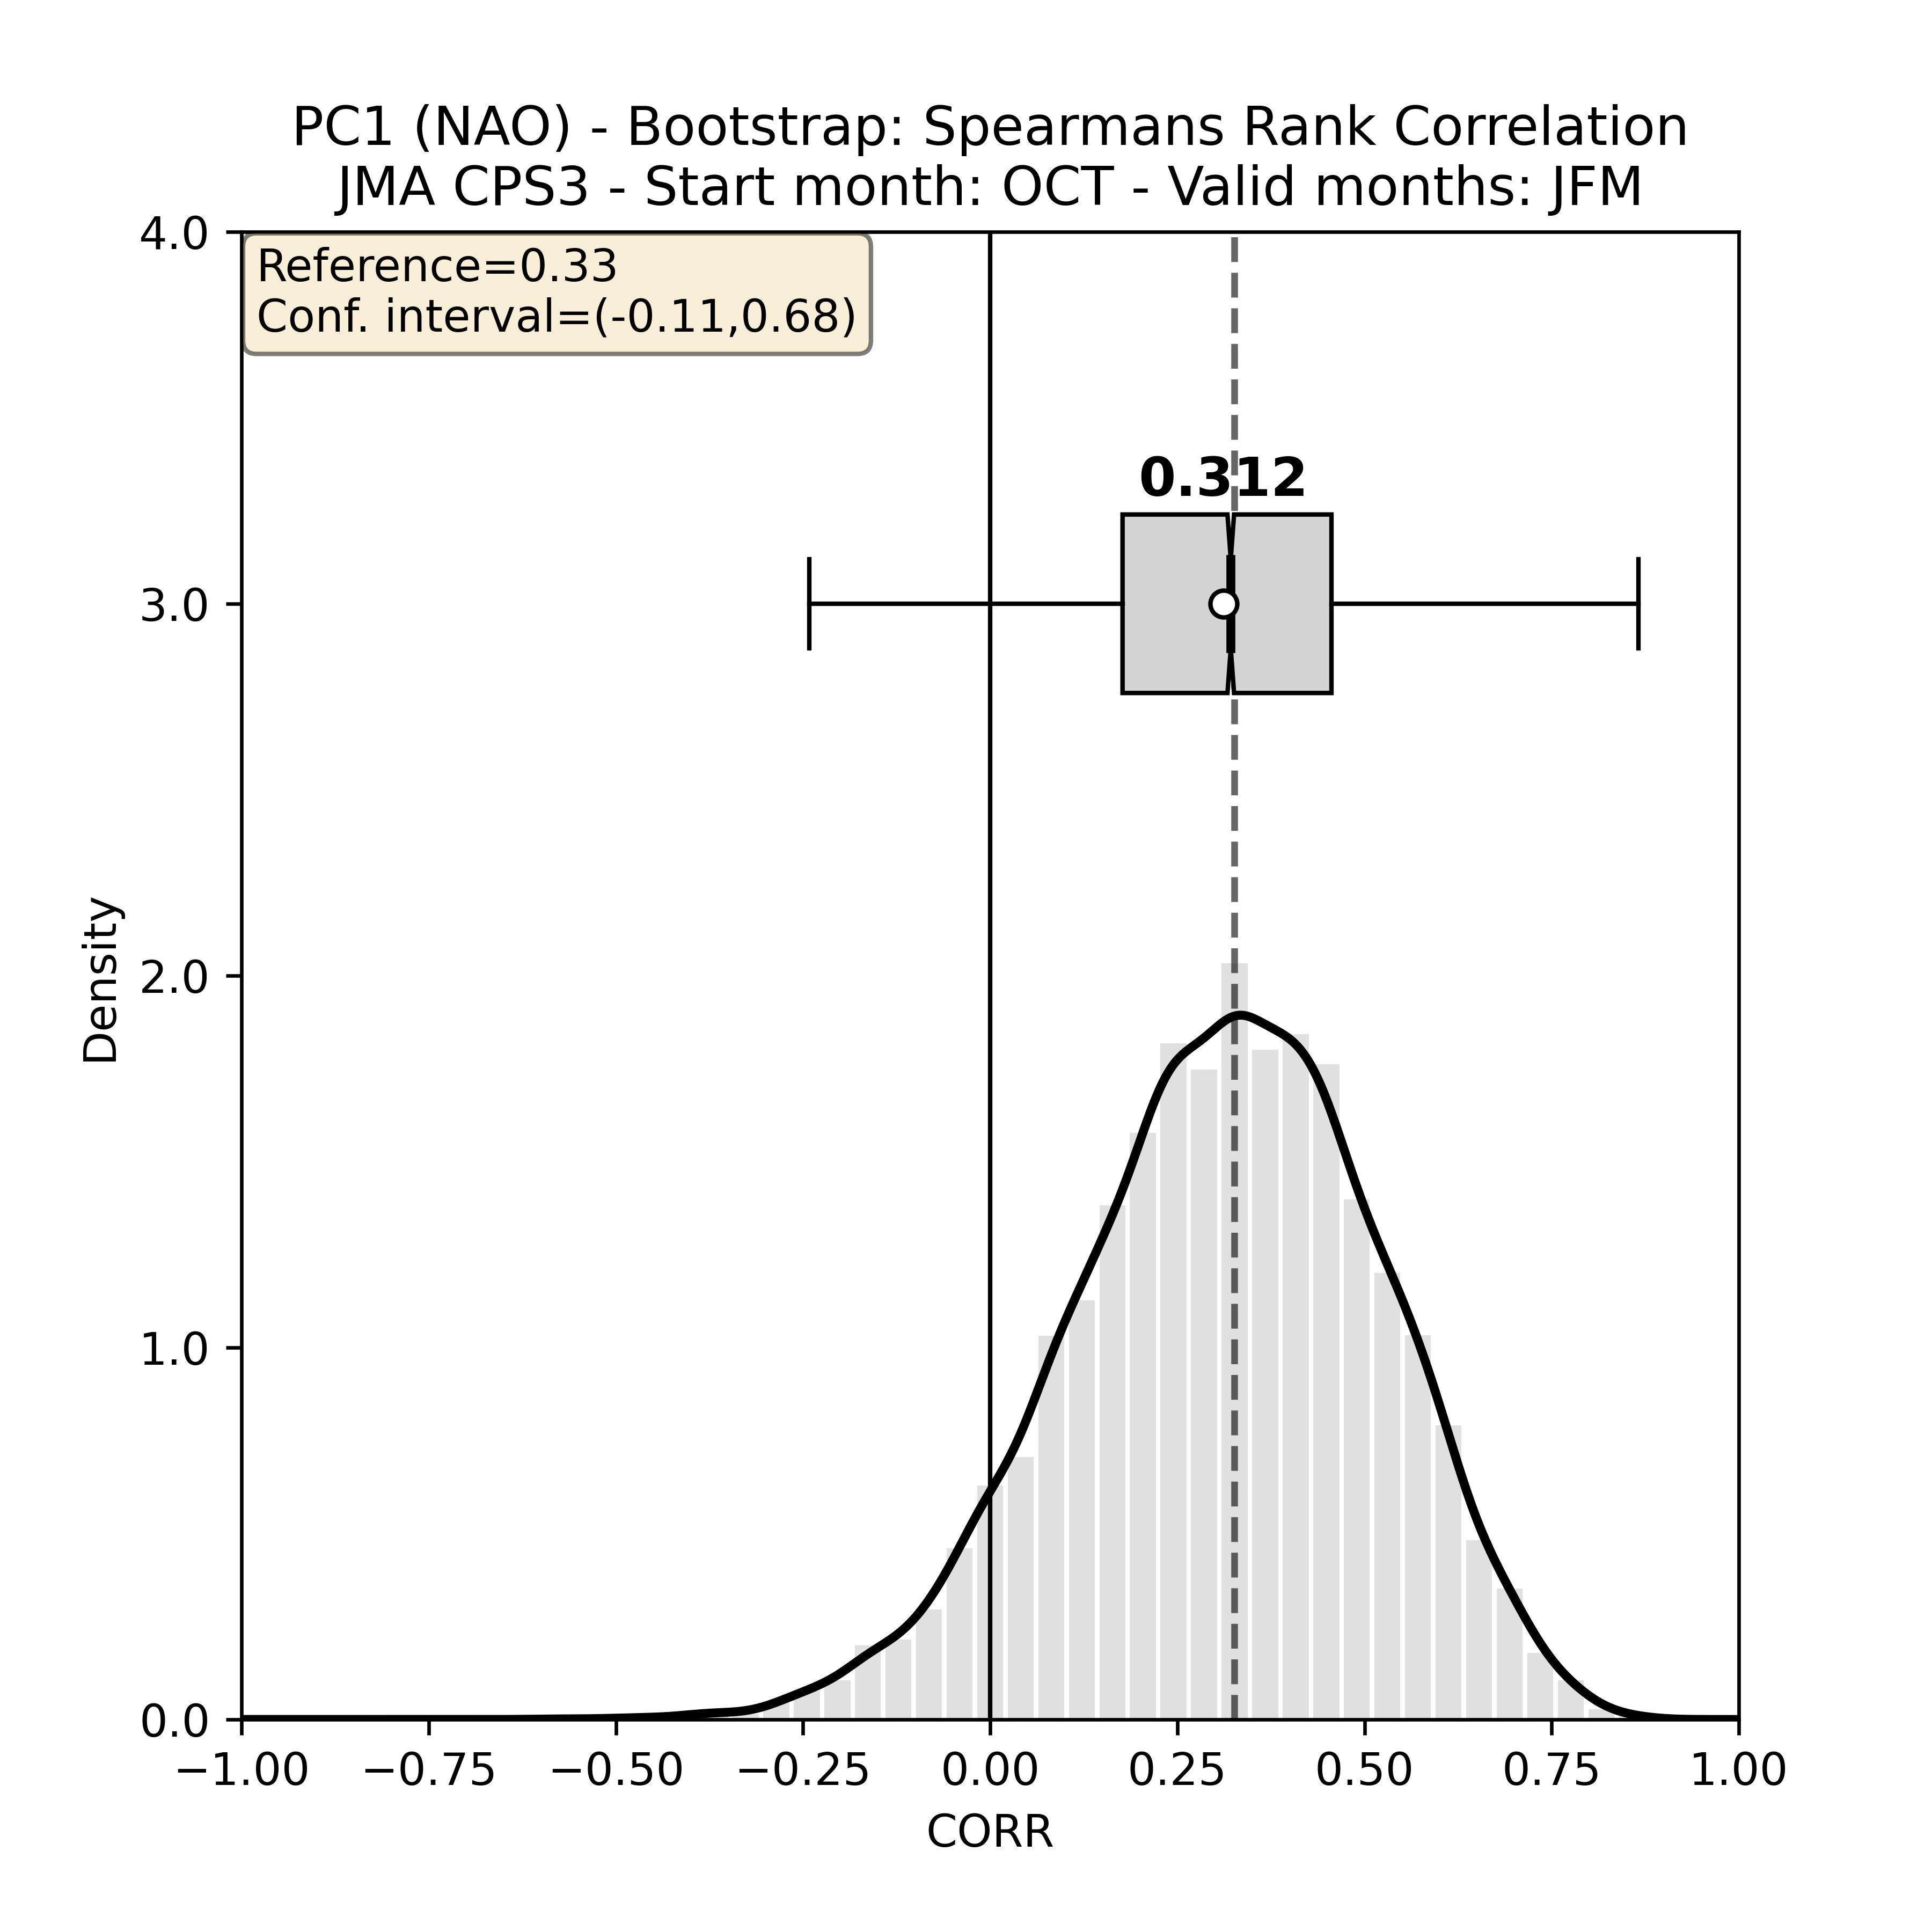 PC1 (NAO) - Bootstrap: Spearmans Rank Correlation
JMA CPS3 - Start month: OCT - Valid months: JFM
Reference=0.33
Conf. interval=(-0.11,0.68)
0.312
Density
4.0
3.0
2.0
1.0
0.0
−1.00 −0.75 −0.50 −0.25 0.00 0.25 0.50 0.75 1.00
CORR